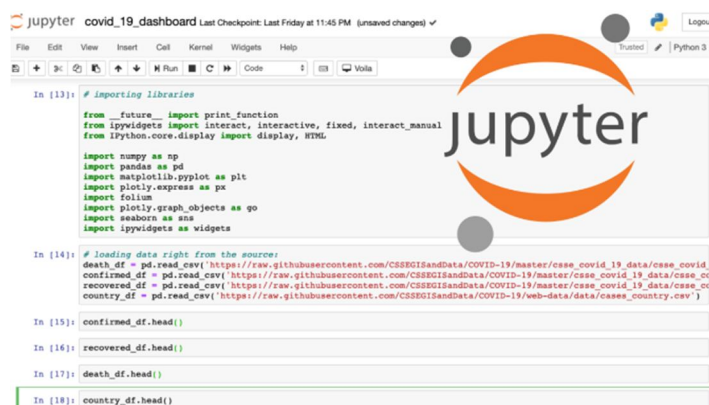 jupyter covid_19_dashboard Last Checkpoint: Last Friday at 11:45 PM (unsaved changes)
Logou
File Edit View Insert Cell Kernel Widgets Help
Trusted Python 3
Run Code Voila
jupyter
In [13]: # importing libraries
from __future__ import print_function
from ipywidgets import interact, interactive, fixed, interact_manual
from IPython.core.display import display, HTML
import numpy as np
import pandas as pd
import matplotlib.pyplot as plt
import plotly.express as px
import folium
import plotly.graph_objects as go
import seaborn as sns
import ipywidgets as widgets
In [14]: # loading data right from the source:
death_df = pd.read_csv('https://raw.githubusercontent.com/CSSEGISandData/COVID-19/master/csse_covid_19_data/csse_covid_
confirmed_df = pd.read_csv('https://raw.githubusercontent.com/CSSEGISandData/COVID-19/master/csse_covid_19_data/csse_co
recovered_df = pd.read_csv('https://raw.githubusercontent.com/CSSEGISandData/COVID-19/master/csse_covid_19_data/csse_co
country_df = pd.read_csv('https://raw.githubusercontent.com/CSSEGISandData/COVID-19/web-data/data/cases_country.csv')
In [15]: confirmed_df.head()
In [16]: recovered_df.head()
In [17]: death_df.head()
In [18]: country_df.head()